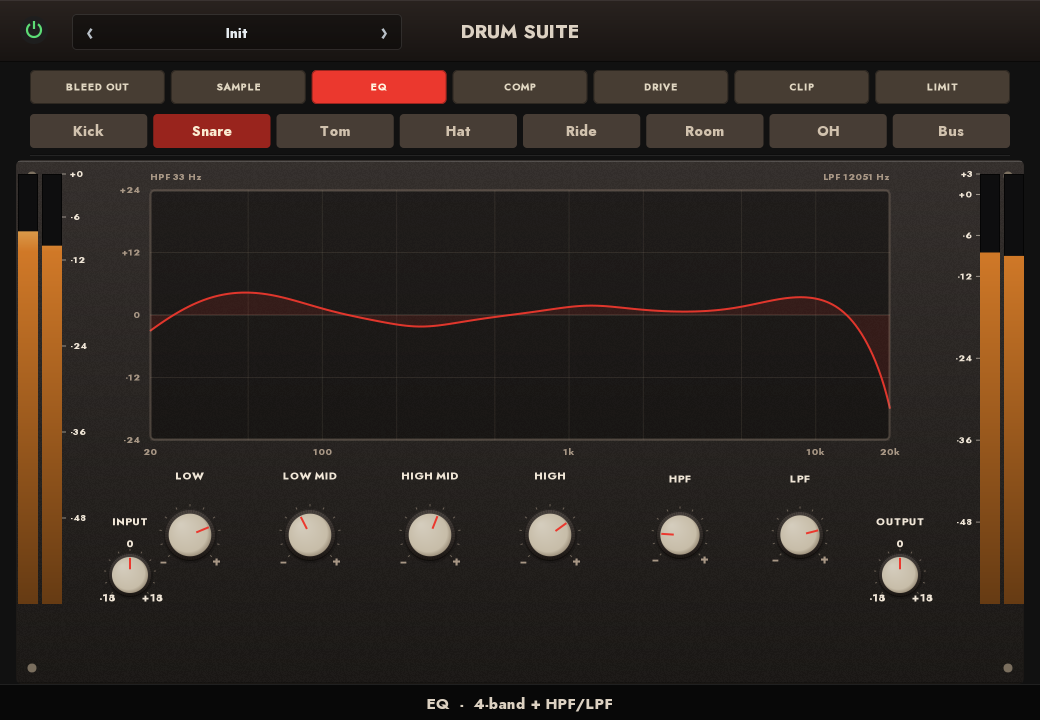 ‹ Init › DRUM SUITE
BLEED OUT SAMPLE EQ COMP DRIVE CLIP LIMIT
Kick Snare Tom Hat Ride Room OH Bus
HPF 33 Hz LPF 12051 Hz
+0 +24 +3
+0
-6 -6
+12
-12 -12
0
-24 -12 -24
-36 -24 -36
20 100 1k 10k 20k
LOW LOW MID HIGH MID HIGH HPF LPF
-48 -48
INPUT OUTPUT
0 0
- + - + - + - + - + - +
-18 +18 -18 +18
EQ - 4-band + HPF/LPF